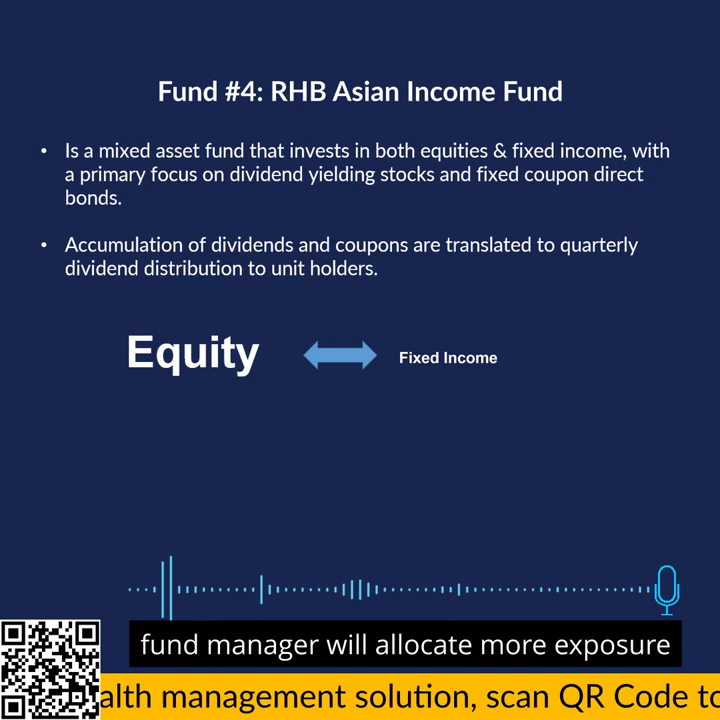 Fund #4: RHB Asian Income Fund
• Is a mixed asset fund that invests in both equities & fixed income, with
a primary focus on dividend yielding stocks and fixed coupon direct
bonds.
• Accumulation of dividends and coupons are translated to quarterly
dividend distribution to unit holders.
Equity
Fixed Income
fund manager will allocate more exposure
alth management solution, scan QR Code to